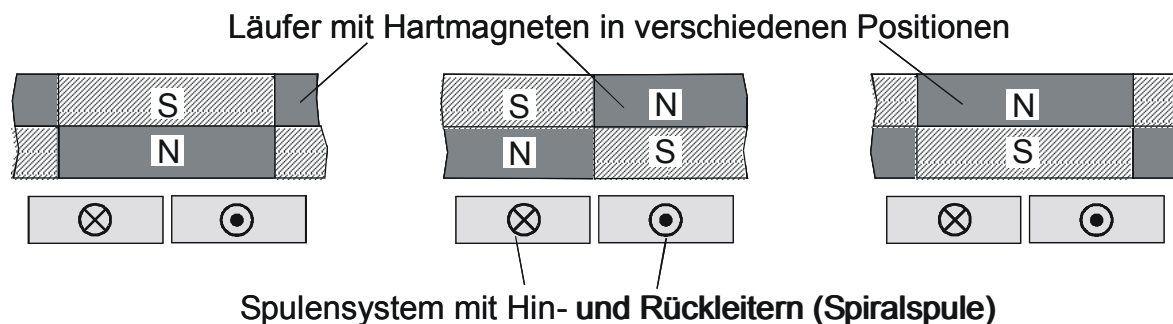 Läufer mit Hartmagneten in verschiedenen Positionen
S
N
S
N
N
S
N
S
Spulensystem mit Hin- und Rückleitern (Spiralspule)